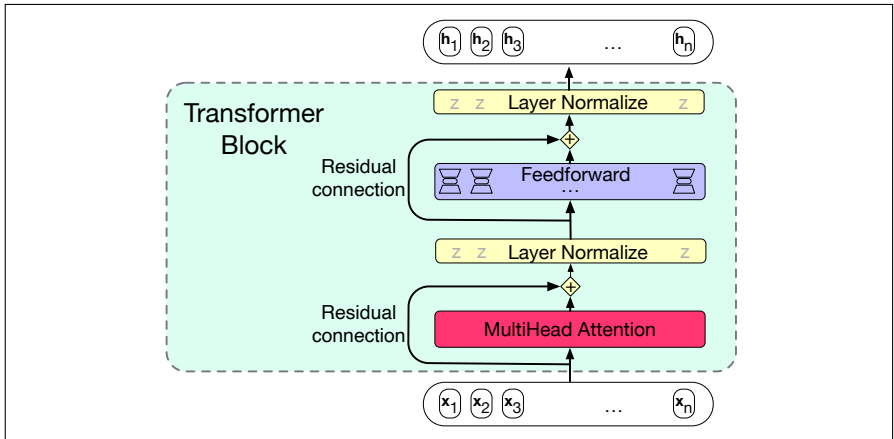 h1 h2 h3 ... hn
Transformer
Block
z z Layer Normalize z
+
Residual
connection
Feedforward
...
z z Layer Normalize z
+
Residual
connection
MultiHead Attention
x1 x2 x3 ... xn